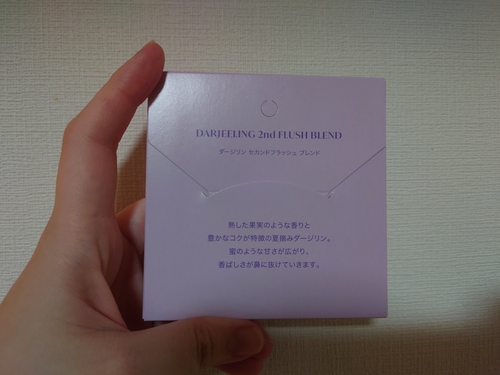 DARJEELING 2nd FLUSH BLEND
ダージリン セカンドフラッシュ ブレンド
熟した果実のような香りと
豊かなコクが特徴の夏摘みダージリン。
蜜のような甘さが広がり、
香ばしさが鼻に抜けていきます。